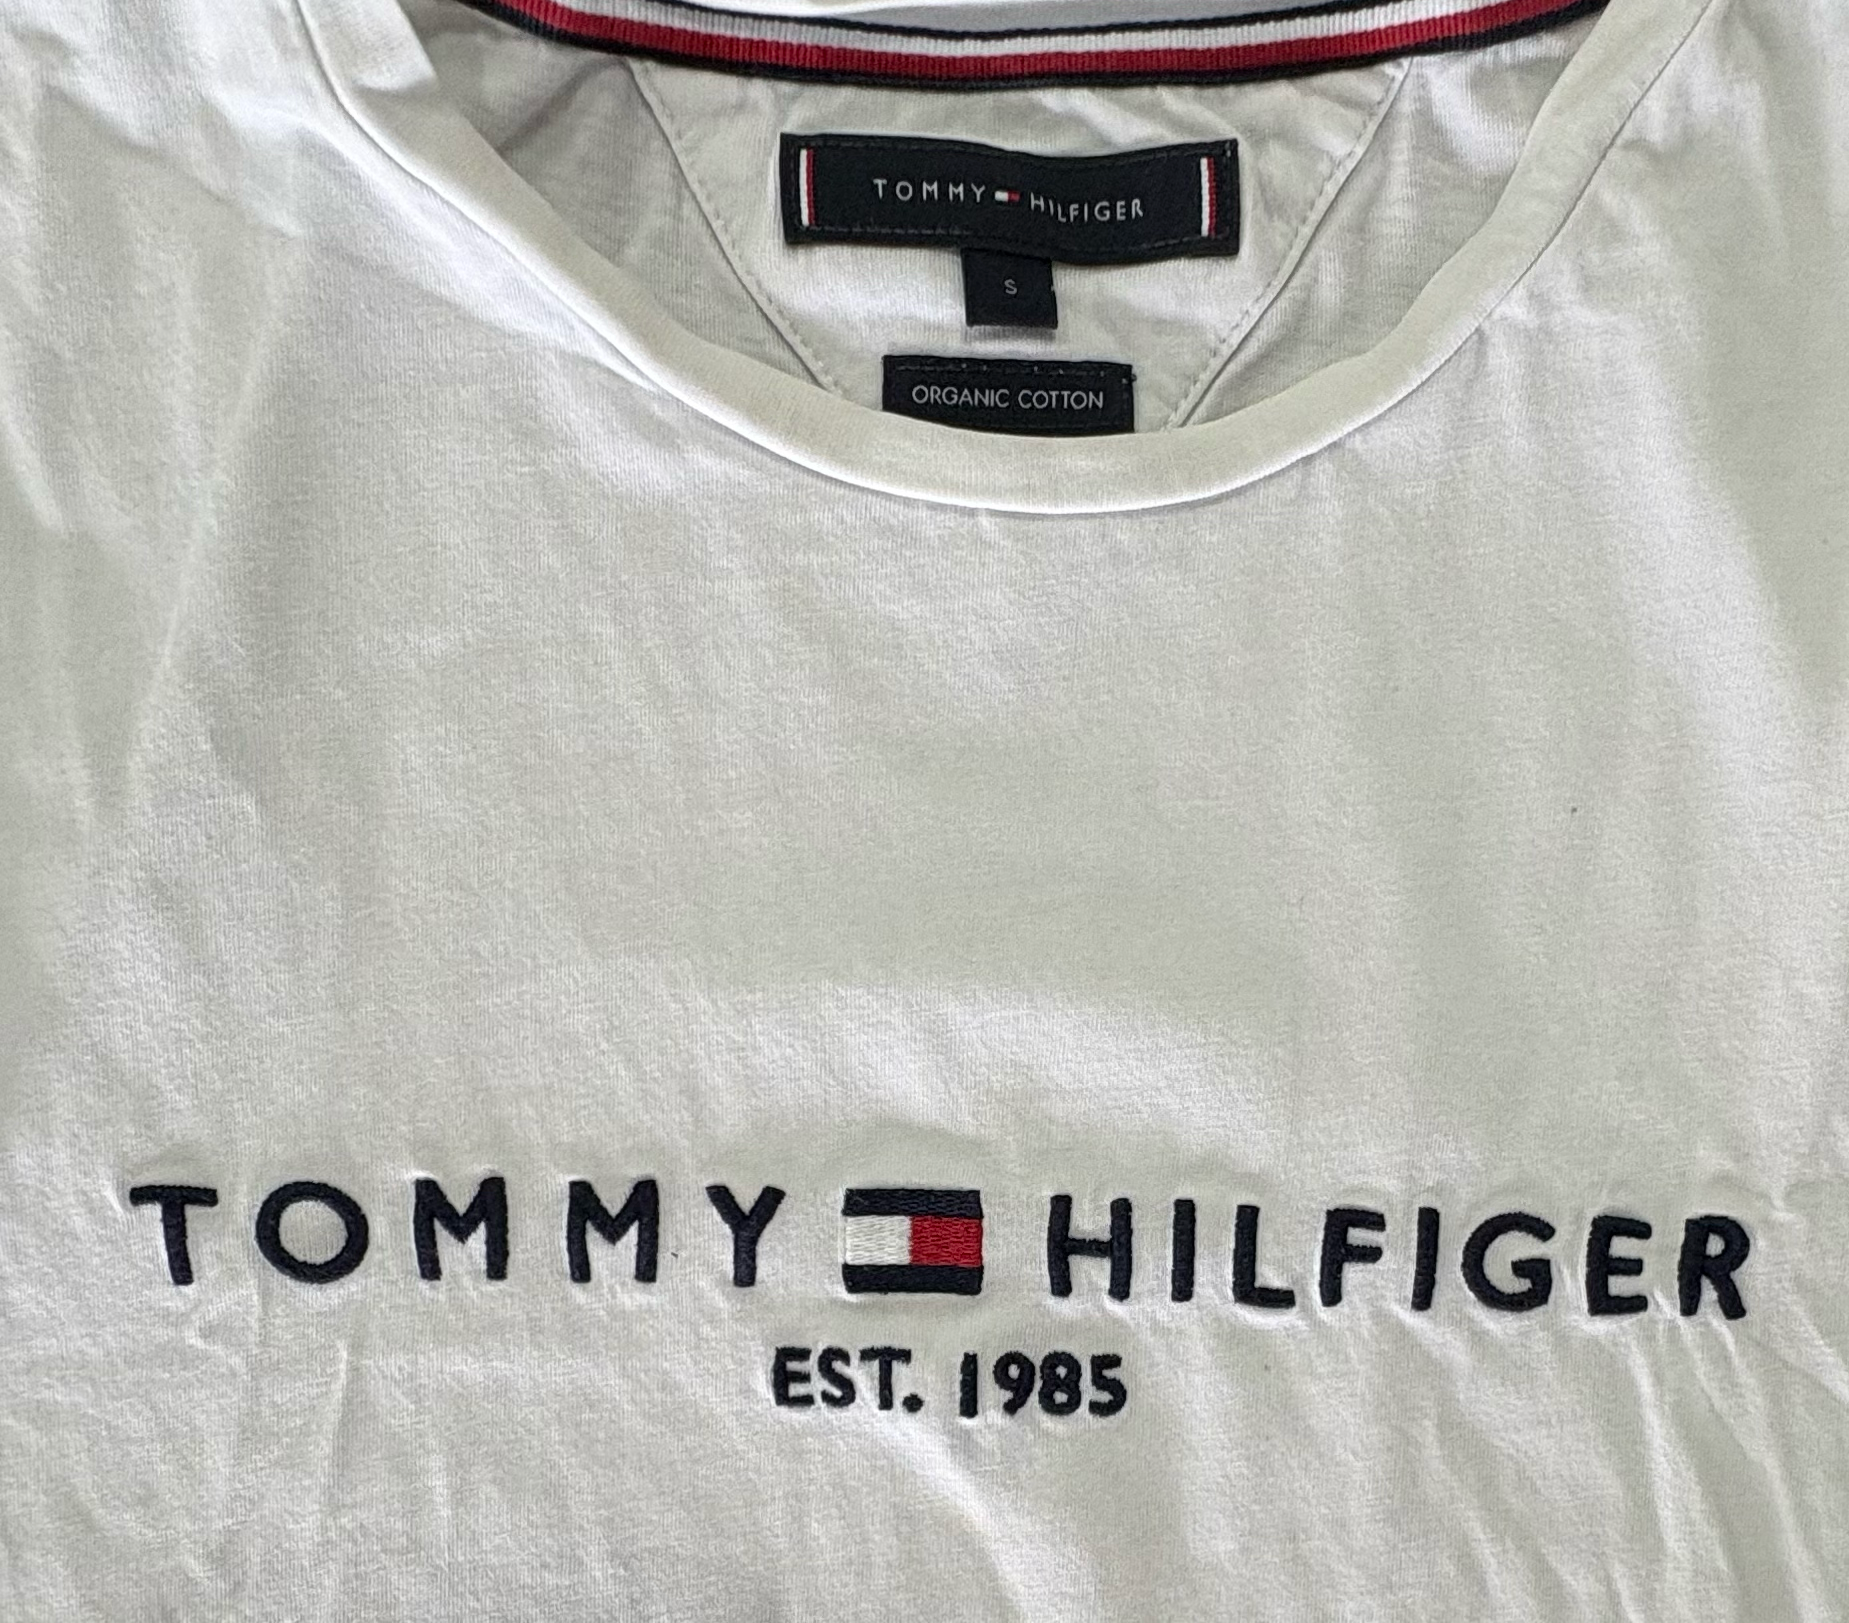 TOMMY HILFIGER
S
ORGANIC COTTON
TOMMY HILFIGER
EST. 1985